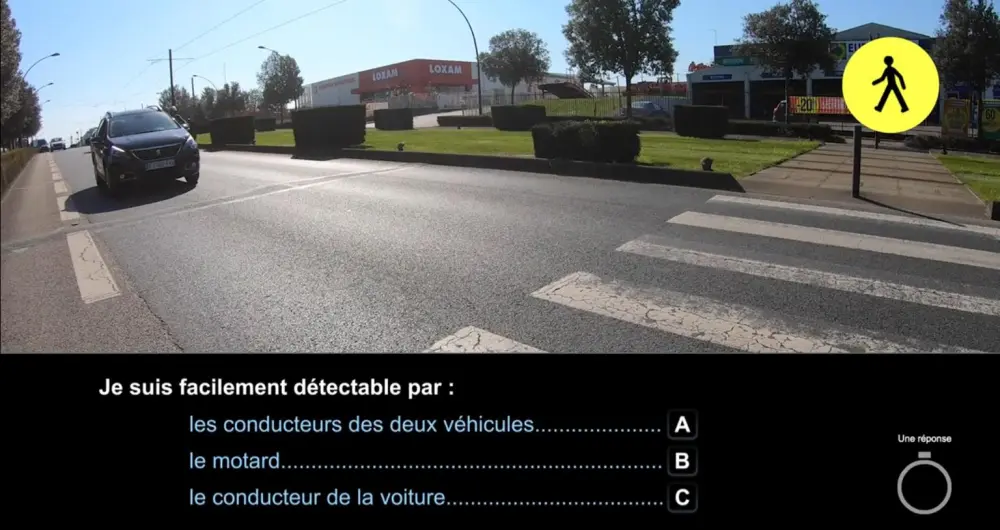 LOXAM LOXAM
-20%
Je suis facilement détectable par :
les conducteurs des deux véhicules..................... A
le motard............................................................... B
le conducteur de la voiture.................................... C
Une réponse